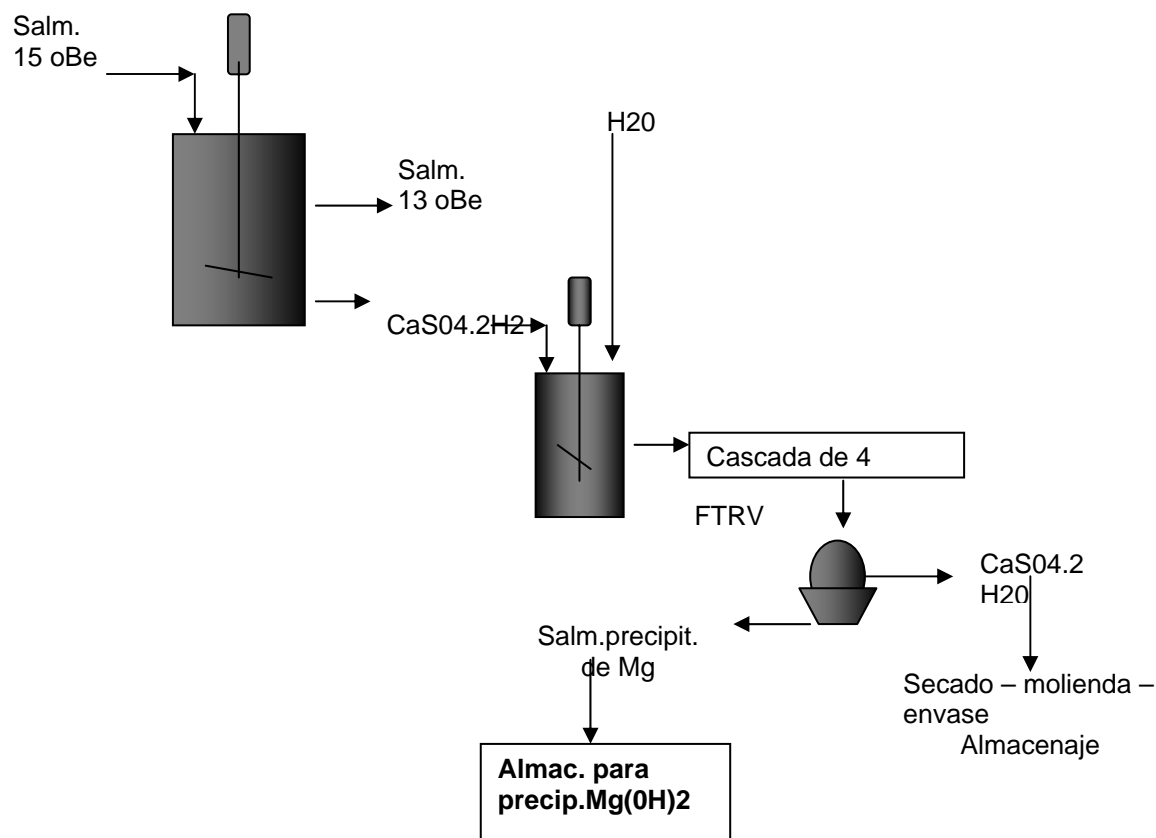 Salm.
15 oBe
H20
Salm.
13 oBe
CaS04.2H2
Cascada de 4
FTRV
CaS04.2
H20
Salm.precipit.
de Mg
Secado – molienda –
envase
Almacenaje
Almac. para
precip.Mg(0H)2